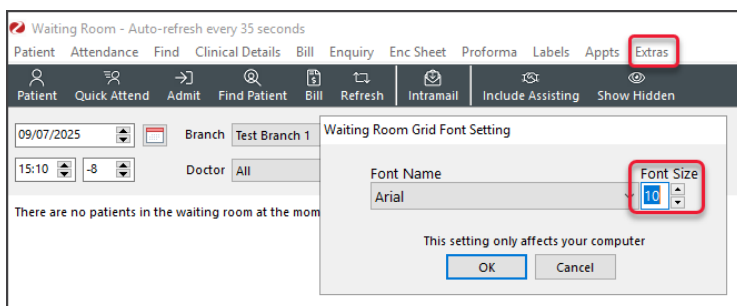 Waiting Room - Auto-refresh every 35 seconds
Patient Attendance Find Clinical Details Bill Enquiry Enc Sheet Proforma Labels Appts Extras
Patient Quick Attend Admit Find Patient Bill Refresh Intramail Include Assisting Show Hidden
09/07/2025 Branch Test Branch 1
15:10 -8 Doctor All
There are no patients in the waiting room at the mom
Waiting Room Grid Font Setting
Font Name Font Size
Arial 10
This setting only affects your computer
OK Cancel